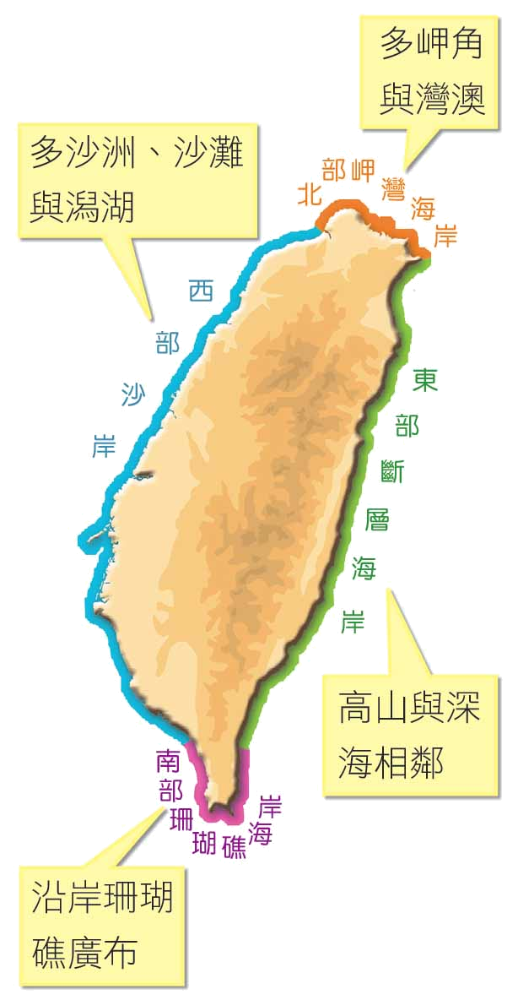 多岬角
與灣澳
多沙洲、沙灘
與潟湖
北部岬灣海岸
西部沙岸
東部斷層海岸
高山與深
海相鄰
南部珊瑚礁海岸
沿岸珊瑚
礁廣布